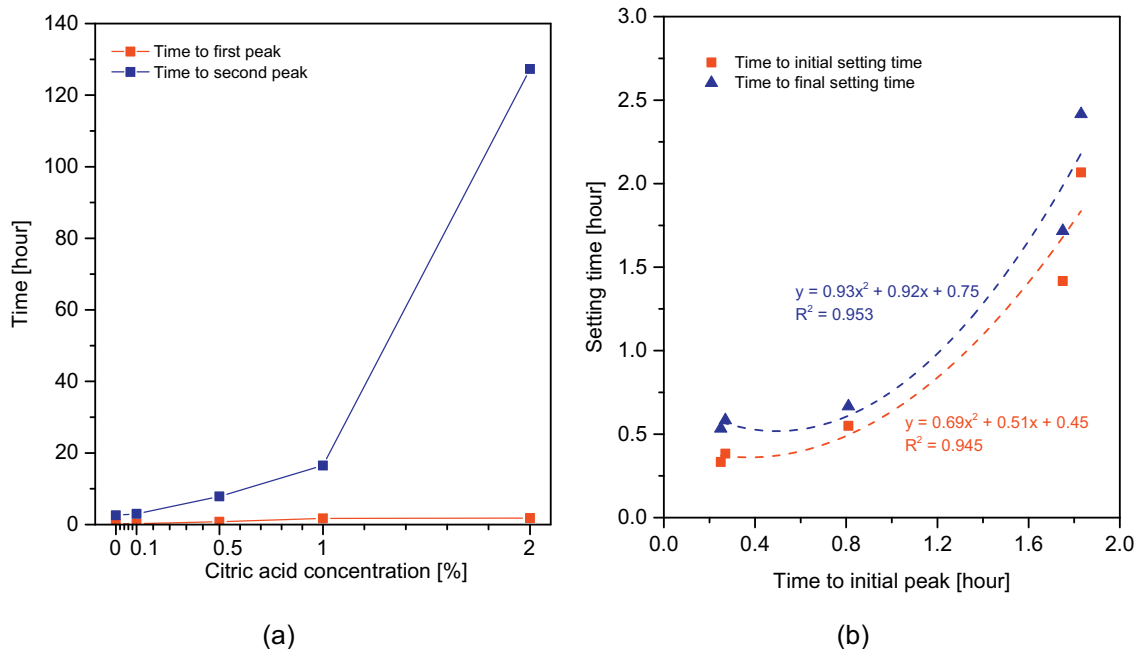 140
120
100
80
60
40
20
0
Time [hour]
Time to first peak
Time to second peak
0 0.1 0.5 1 2
Citric acid concentration [%]
(a)
3.0
2.5
2.0
1.5
1.0
0.5
0.0
Setting time [hour]
Time to initial setting time
Time to final setting time
y = 0.93x² + 0.92x + 0.75
R² = 0.953
y = 0.69x² + 0.51x + 0.45
R² = 0.945
0.0 0.4 0.8 1.2 1.6 2.0
Time to initial peak [hour]
(b)